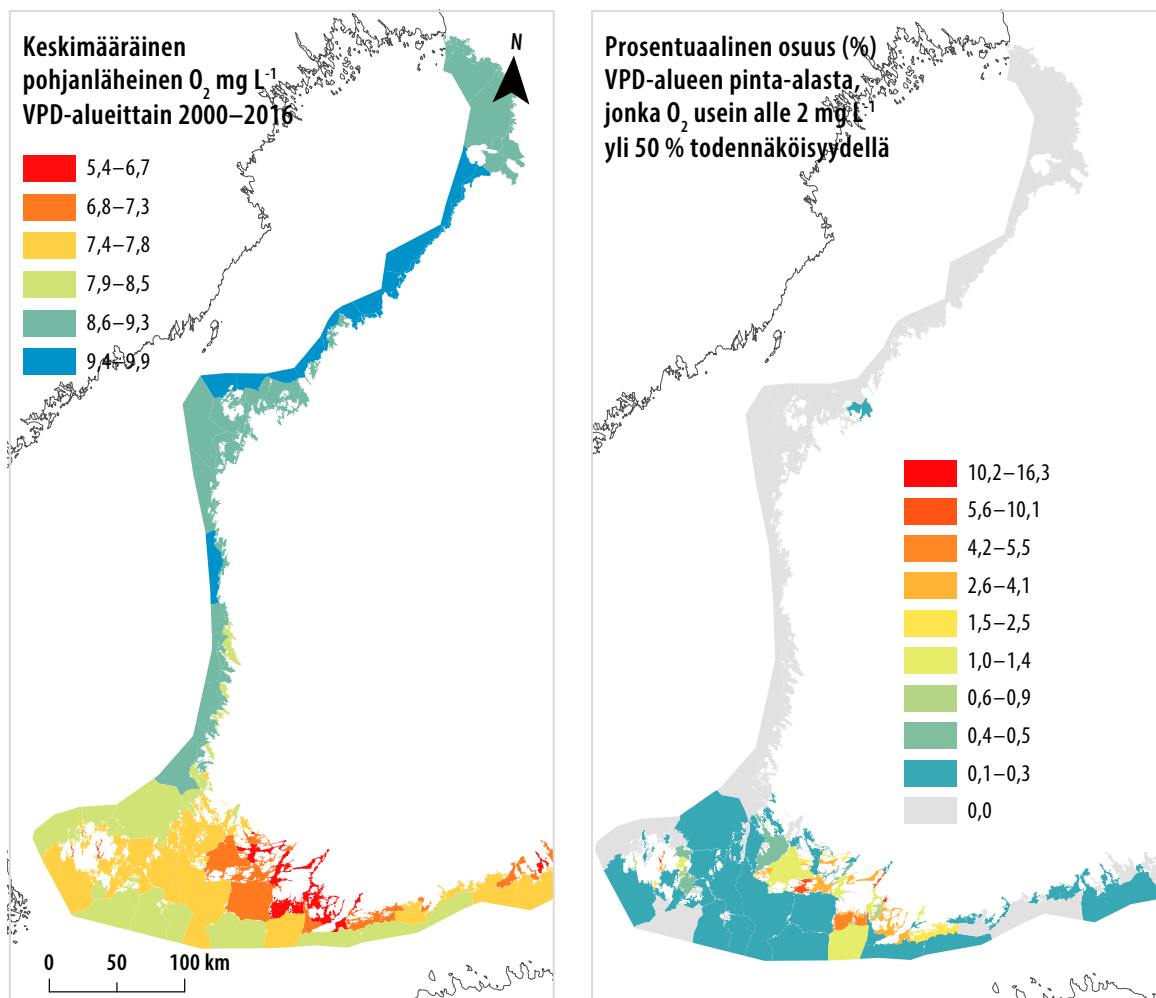 Keskimääräinen
pohjanläheinen O₂ mg L⁻¹
VPD-alueittain 2000–2016
5,4–6,7
6,8–7,3
7,4–7,8
7,9–8,5
8,6–9,3
9,4–9,9
N
0 50 100 km
Prosentuaalinen osuus (%)
VPD-alueen pinta-alasta,
jonka O₂ usein alle 2 mg L⁻¹
yli 50 % todennäköisyydellä
10,2–16,3
5,6–10,1
4,2–5,5
2,6–4,1
1,5–2,5
1,0–1,4
0,6–0,9
0,4–0,5
0,1–0,3
0,0